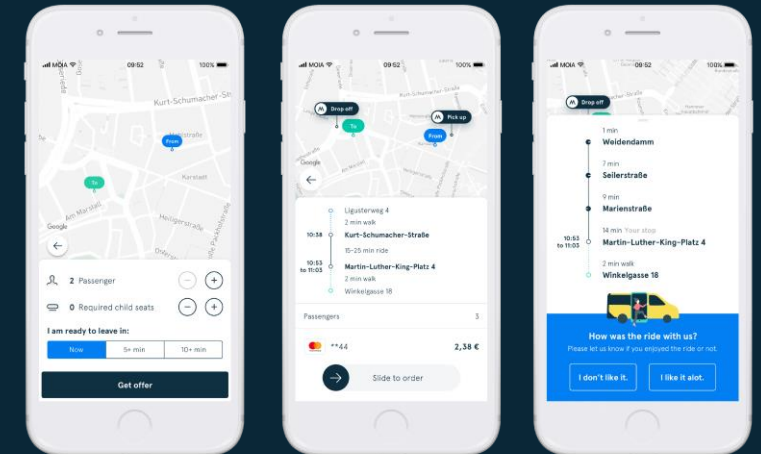 MOIA
09:52
100%
Kurt-Schumacher-St
From
Karstadt
To
Am Marstall
Heiligerstraße
Google
2 Passenger
0 Required child seats
I am ready to leave in:
Now
5+ min
10+ min
Get offer
MOIA
09:52
100%
Drop off
To
Pick up
From
Google
Ligusterweg 4
2 min walk
10:38 Kurt-Schumacher-Straße
15-25 min ride
10:53 to 11:03 Martin-Luther-King-Platz 4
2 min walk
Winkelgasse 18
Passengers 3
**44 2,38 €
Slide to order
MOIA
09:52
100%
Drop off
1 min
Weidendamm
7 min
Seilerstraße
9 min
Marienstraße
14 min Your stop
10:53 to 11:03 Martin-Luther-King-Platz 4
2 min walk
Winkelgasse 18
How was the ride with us?
Please let us know if you enjoyed the ride or not.
I don't like it.
I like it alot.